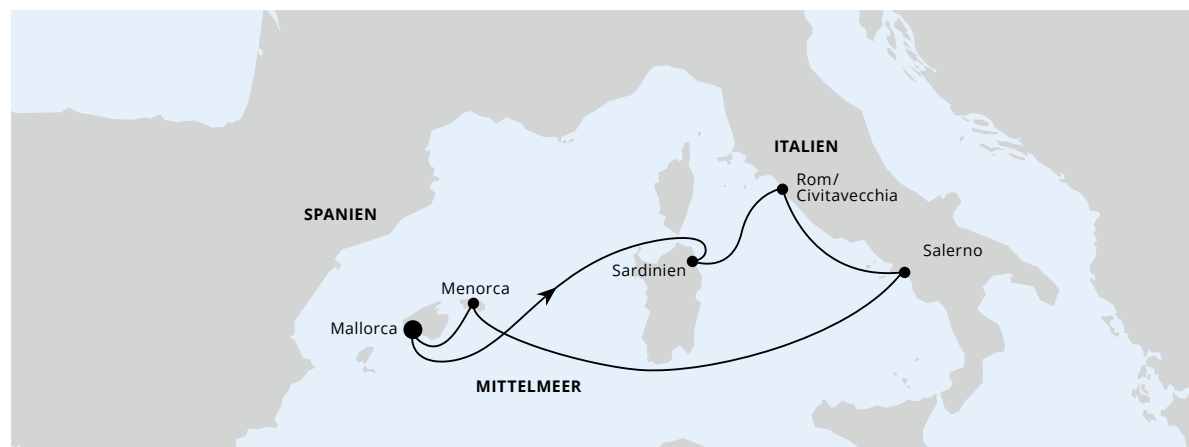 ITALIEN
Rom/
Civitavecchia
SPANIEN
Salerno
Sardinien
Menorca
Mallorca
MITTELMEER